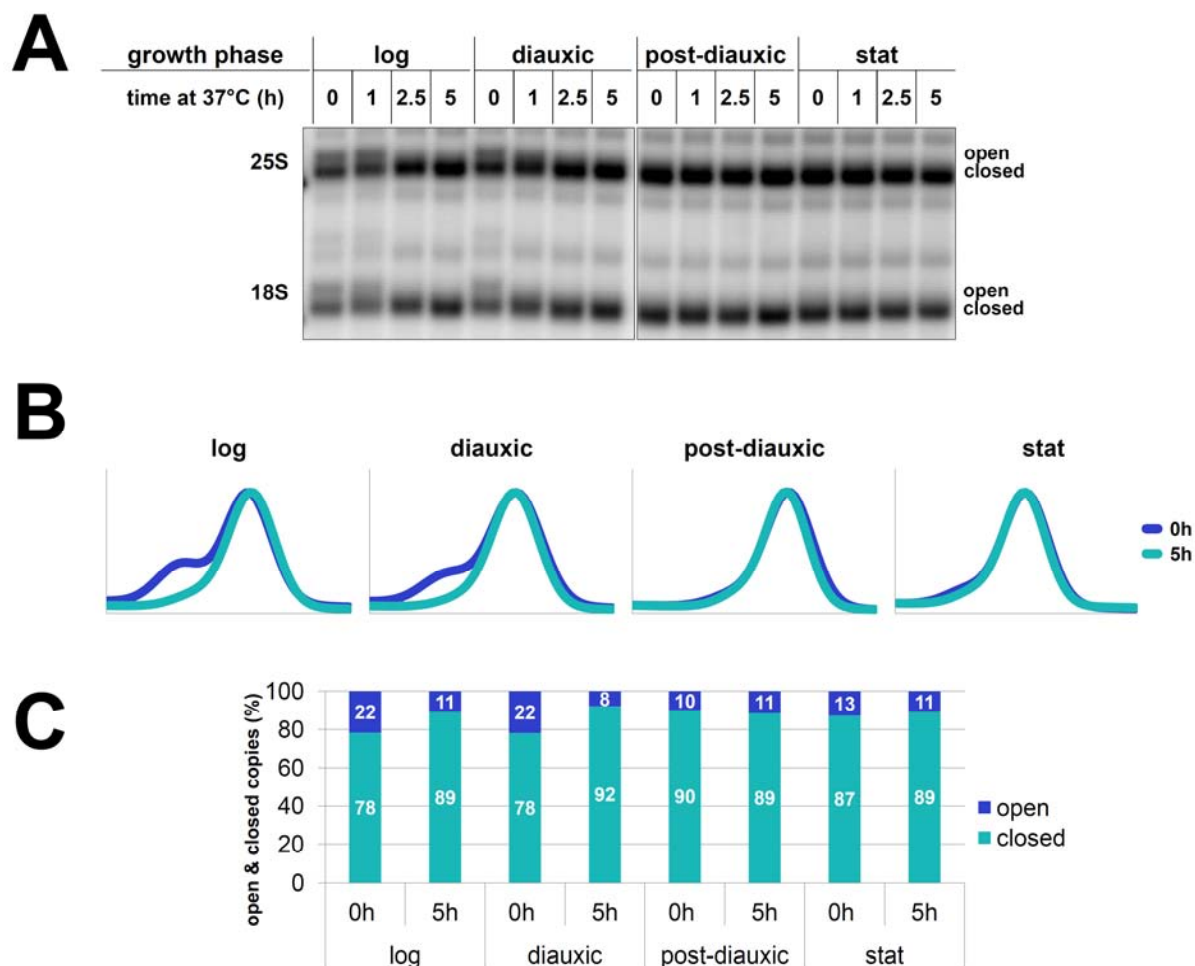 A
growth phase log diauxic post-diauxic stat
time at 37°C (h) 0 1 2.5 5 0 1 2.5 5 0 1 2.5 5 0 1 2.5 5
25S open
closed
18S open
closed
B
log diauxic post-diauxic stat
0h
5h
C
open & closed copies (%)
100
80
60
40
20
0
22 11 22 8 10 11 13 11
78 89 78 92 90 89 87 89
open
closed
0h 5h 0h 5h 0h 5h 0h 5h
log diauxic post-diauxic stat